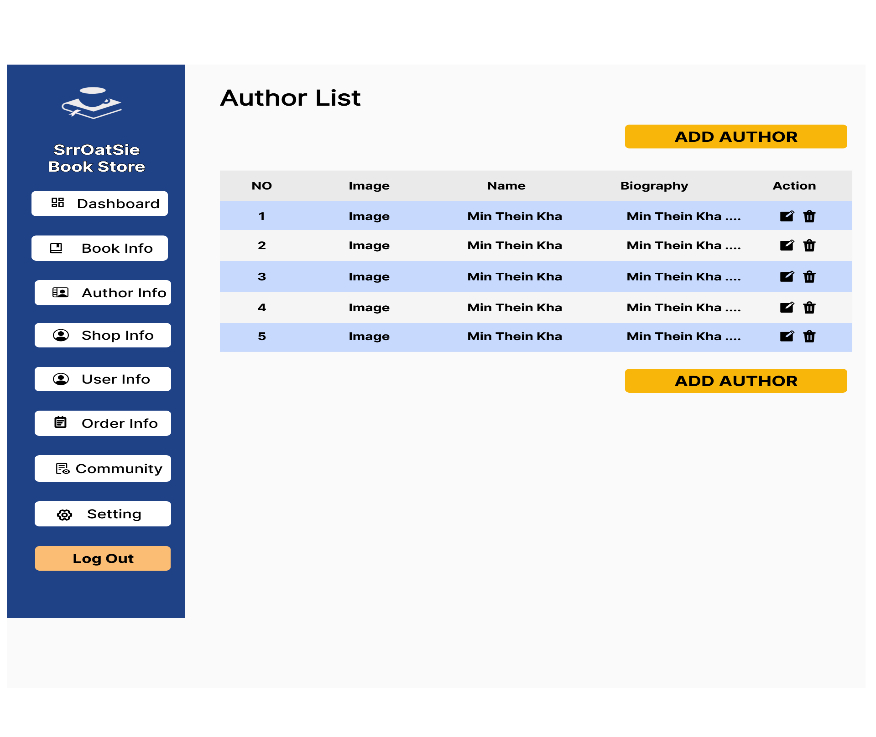 SrrOatSie
Book Store
Dashboard
Book Info
Author Info
Shop Info
User Info
Order Info
Community
Setting
Log Out
Author List
ADD AUTHOR
NO Image Name Biography Action
1 Image Min Thein Kha Min Thein Kha ....
2 Image Min Thein Kha Min Thein Kha ....
3 Image Min Thein Kha Min Thein Kha ....
4 Image Min Thein Kha Min Thein Kha ....
5 Image Min Thein Kha Min Thein Kha ....
ADD AUTHOR